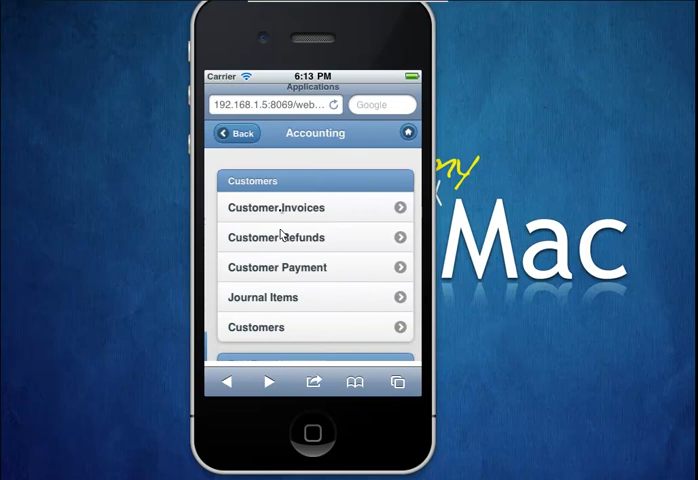 Carrier 6:13 PM
Applications
192.168.1.5:8069/web... Google
Back Accounting
Customers
Customer Invoices
Customer Refunds
Customer Payment
Journal Items
Customers
my
Mac